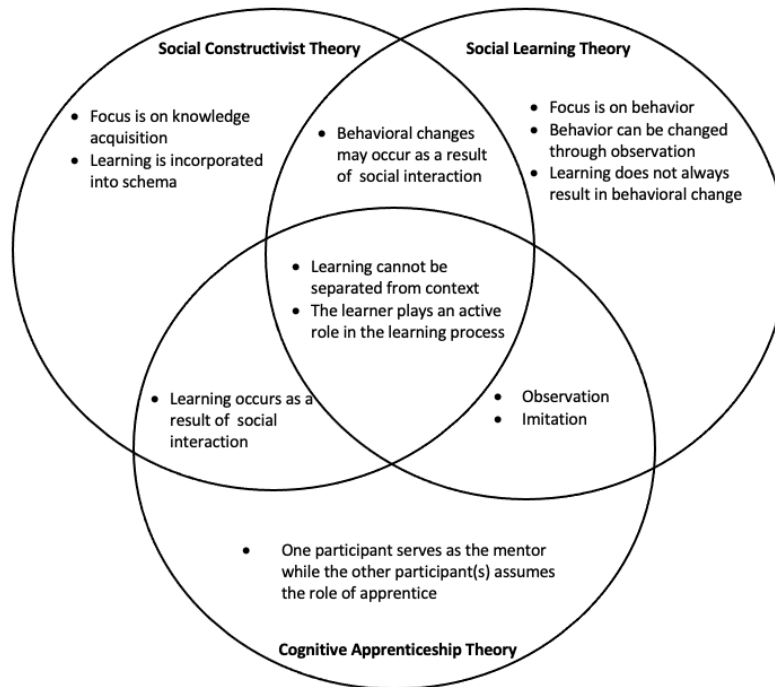 Social Constructivist Theory
Social Learning Theory
• Focus is on knowledge
acquisition
• Learning is incorporated
into schema
• Behavioral changes
may occur as a result
of social interaction
• Focus is on behavior
• Behavior can be changed
through observation
• Learning does not always
result in behavioral change
• Learning cannot be
separated from context
• The learner plays an active
role in the learning process
• Learning occurs as a
result of social
interaction
• Observation
• Imitation
• One participant serves as the mentor
while the other participant(s) assumes
the role of apprentice
Cognitive Apprenticeship Theory